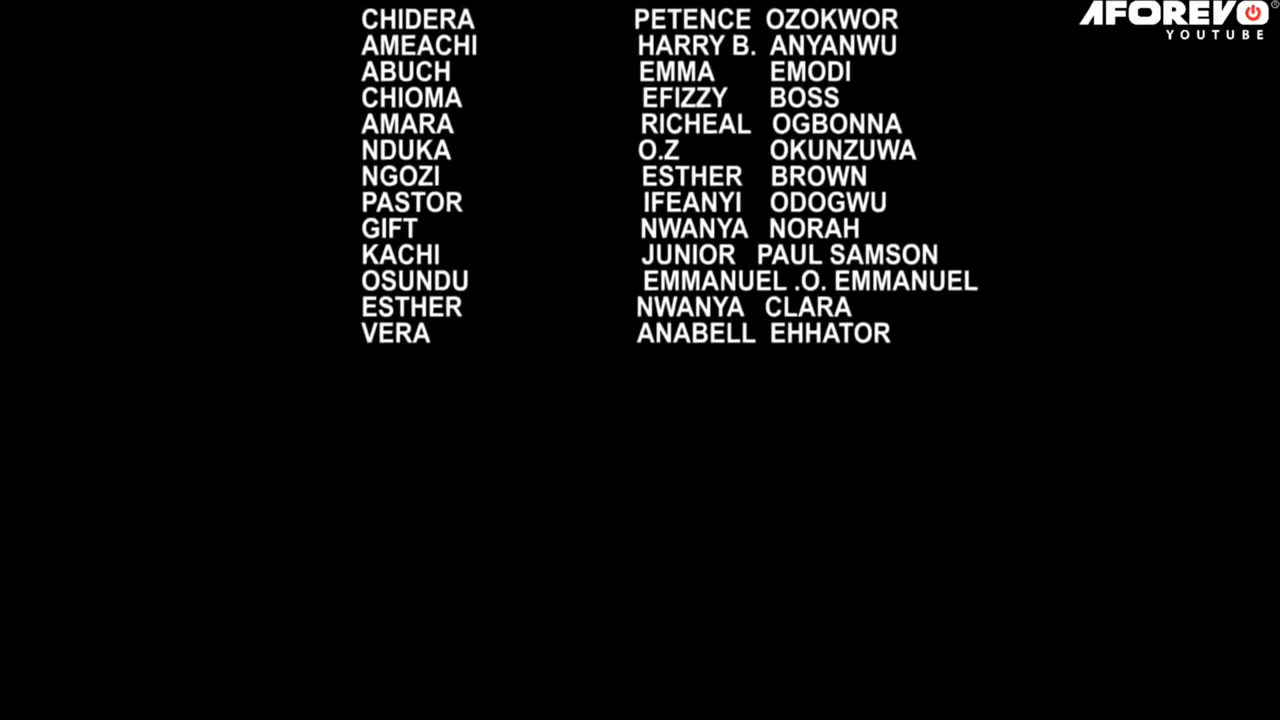 AFOREVO
YOUTUBE
CHIDERA PETENCE OZOKWOR
AMEACHI HARRY B. ANYANWU
ABUCH EMMA EMODI
CHIOMA EFIZZY BOSS
AMARA RICHEAL OGBONNA
NDUKA O.Z OKUNZUWA
NGOZI ESTHER BROWN
PASTOR IFEANYI ODOGWU
GIFT NWANYA NORAH
KACHI JUNIOR PAUL SAMSON
OSUNDU EMMANUEL .O. EMMANUEL
ESTHER NWANYA CLARA
VERA ANABELL EHHATOR